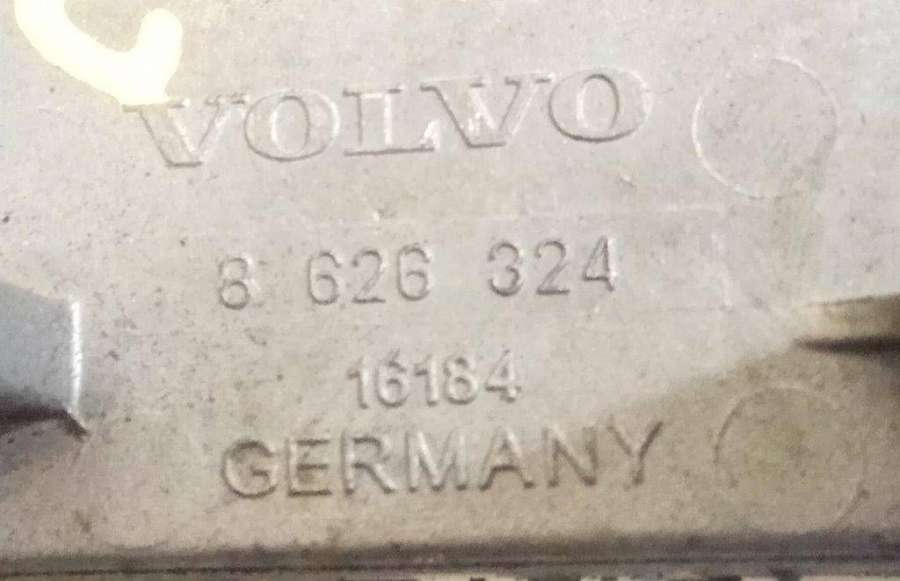 VOLVO
8 626 324
16184
GERMANY